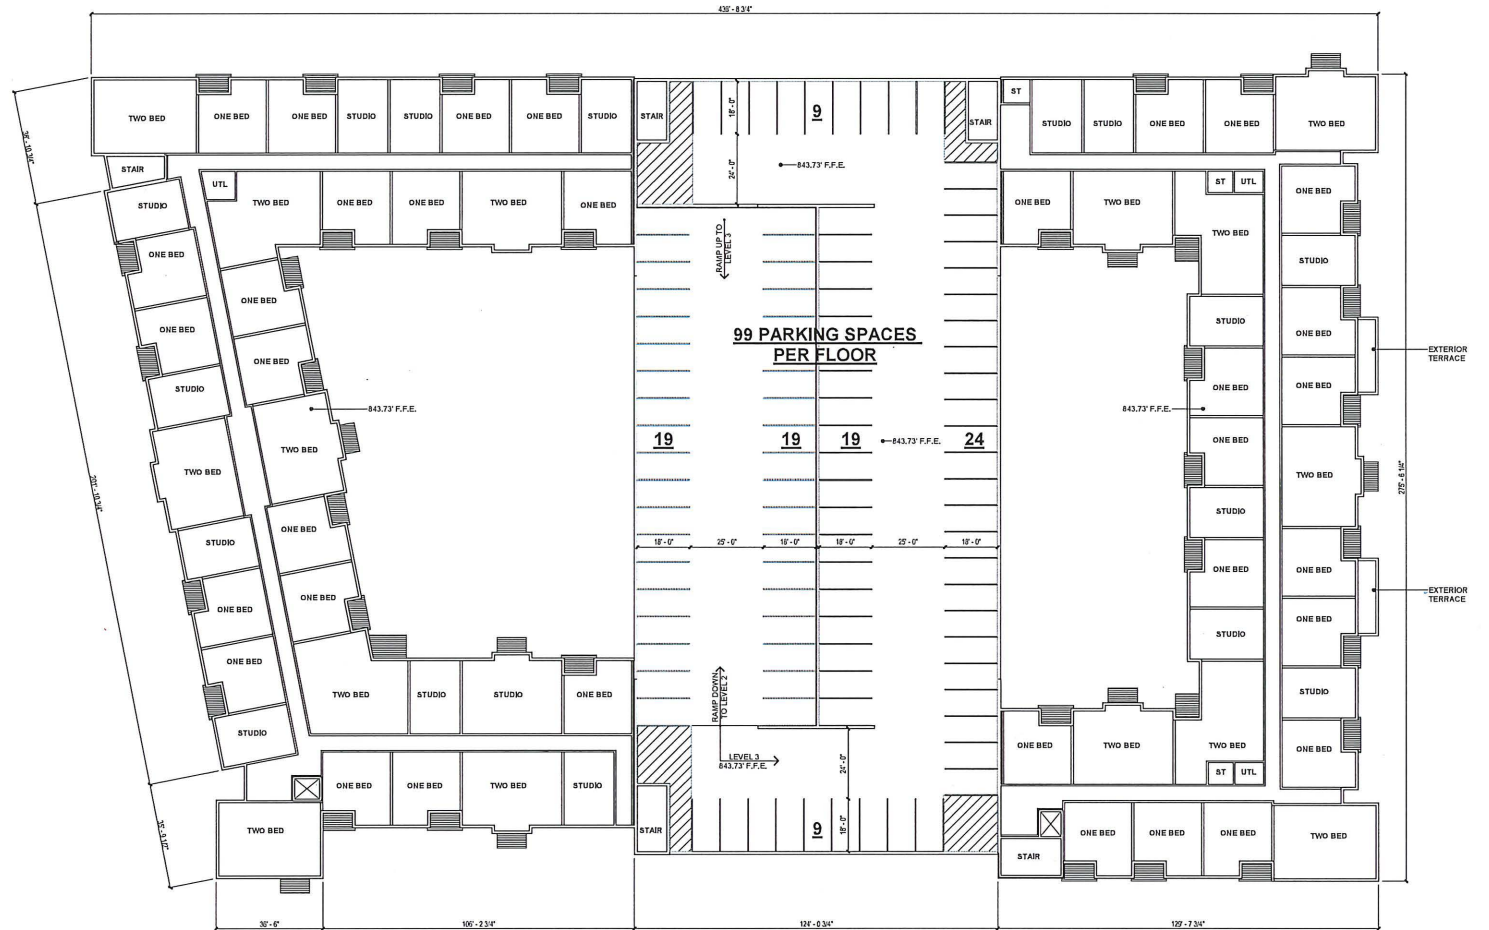 436' - 8 3/4"
TWO BED
ONE BED
ONE BED
STUDIO
STUDIO
ONE BED
ONE BED
STUDIO
STAIR
18' - 0"
9
STAIR
ST
STUDIO
STUDIO
ONE BED
ONE BED
TWO BED
STAIR
24' - 0"
843.73' F.F.E.
UTL
TWO BED
ONE BED
ONE BED
TWO BED
ONE BED
ONE BED
TWO BED
ST
UTL
ONE BED
STUDIO
TWO BED
RAMP UP TO
LEVEL 3
ONE BED
STUDIO
ONE BED
STUDIO
ONE BED
99 PARKING SPACES
PER FLOOR
ONE BED
EXTERIOR
TERRACE
ONE BED
STUDIO
ONE BED
ONE BED
843.73' F.F.E.
843.73' F.F.E.
19
19
19
843.73' F.F.E.
24
ONE BED
TWO BED
TWO BED
TWO BED
275' - 6 1/4"
201' - 10 3/4"
STUDIO
ONE BED
STUDIO
18' - 0"
25' - 0"
18' - 0"
25' - 0"
18' - 0"
ONE BED
ONE BED
ONE BED
ONE BED
EXTERIOR
TERRACE
ONE BED
STUDIO
ONE BED
ONE BED
TWO BED
STUDIO
STUDIO
ONE BED
RAMP DOWN
TO LEVEL 2
STUDIO
STUDIO
ONE BED
TWO BED
TWO BED
ONE BED
LEVEL 3
843.73' F.F.E.
24' - 0"
ST
UTL
ONE BED
ONE BED
TWO BED
STUDIO
TWO BED
STAIR
9
18' - 0"
ONE BED
ONE BED
ONE BED
TWO BED
STAIR
36' - 6"
106' - 2 3/4"
124' - 0 3/4"
129' - 7 3/4"